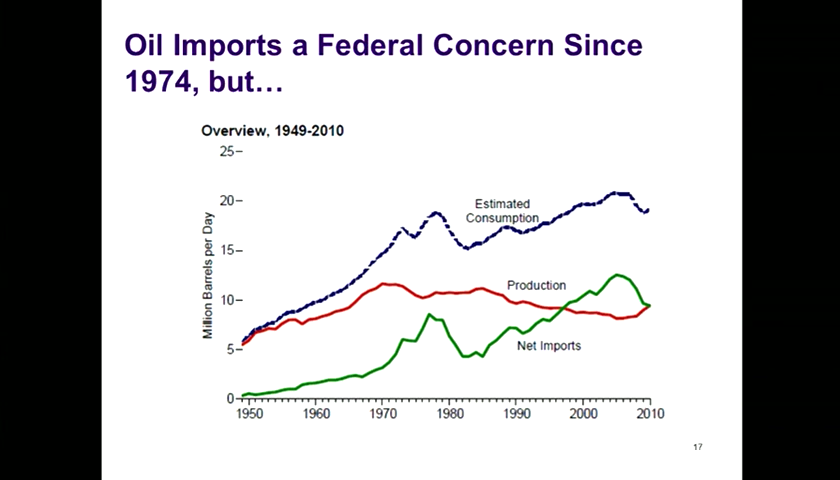 Oil Imports a Federal Concern Since
1974, but…
Overview, 1949-2010
25
20
15
10
5
0
Million Barrels per Day
Estimated
Consumption
Production
Net Imports
1950 1960 1970 1980 1990 2000 2010
17